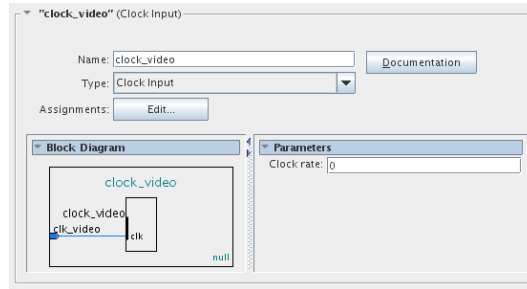 "clock_video" (Clock Input)
Name: clock_video
Documentation
Type: Clock Input
Assignments: Edit...
Block Diagram
clock_video
clock_video
clk_video
clk
null
Parameters
Clock rate: 0